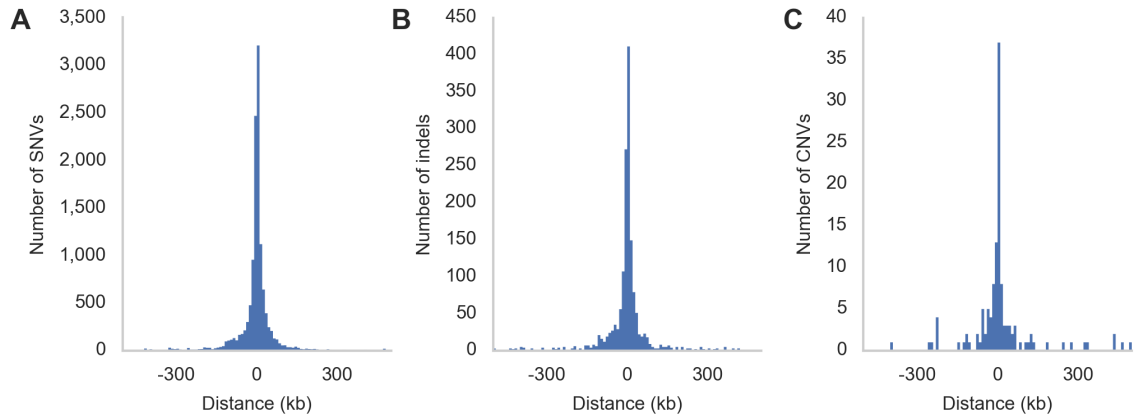 A
Number of SNVs
3,500
3,000
2,500
2,000
1,500
1,000
500
0
-300 0 300
Distance (kb)
B
Number of indels
450
400
350
300
250
200
150
100
50
0
-300 0 300
Distance (kb)
C
Number of CNVs
40
35
30
25
20
15
10
5
0
-300 0 300
Distance (kb)